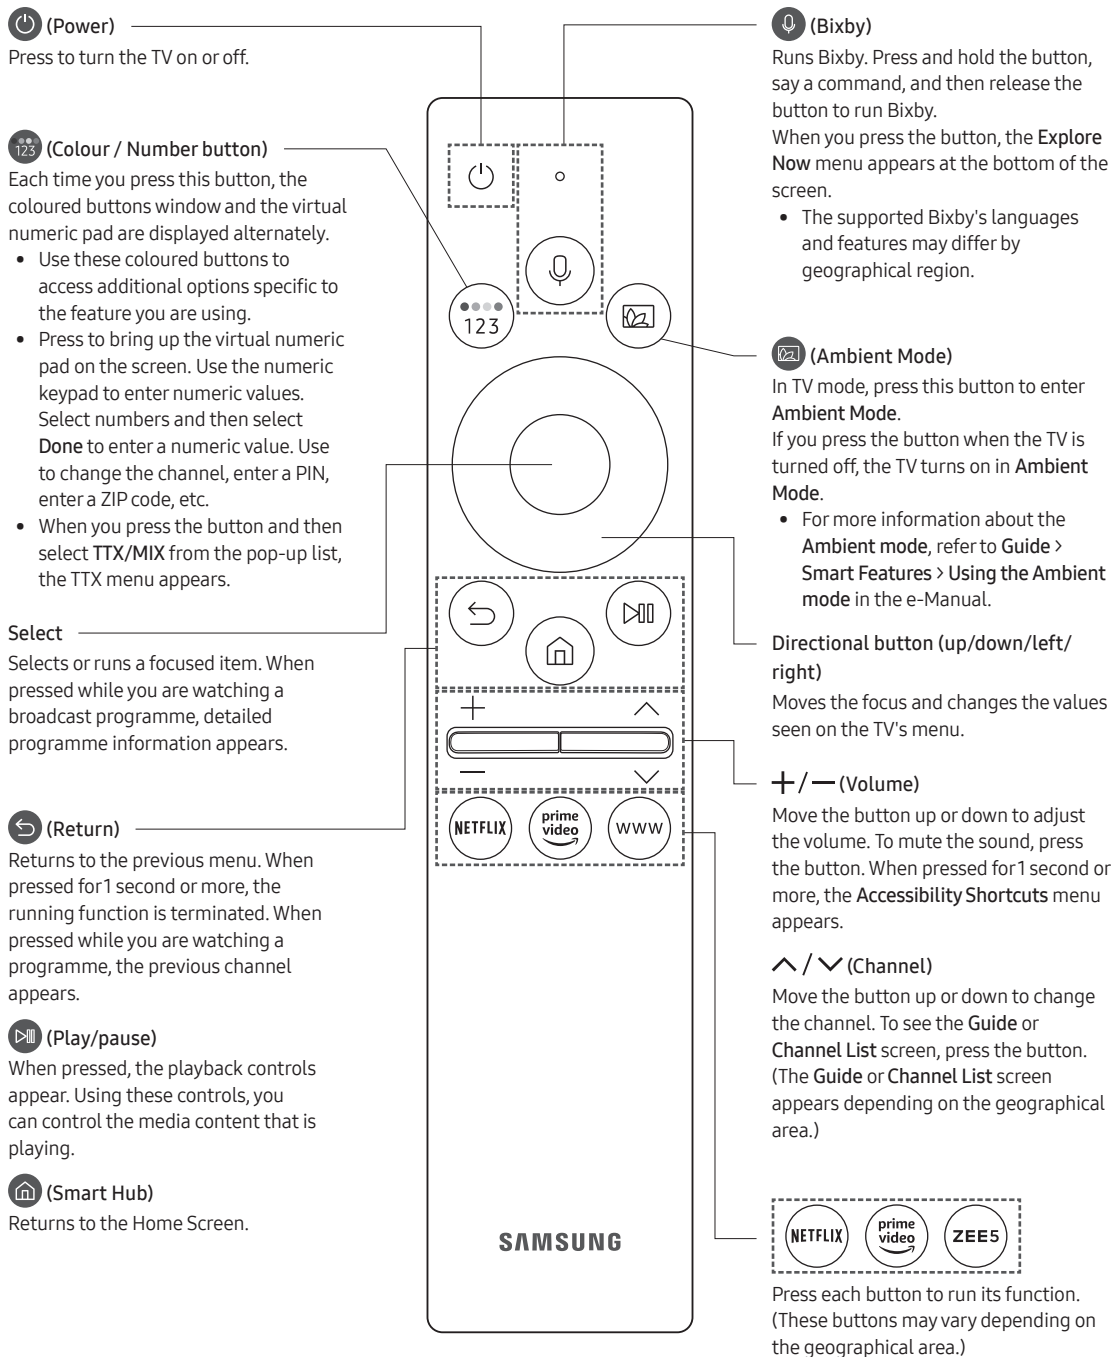 (Power)
Press to turn the TV on or off.
123 (Colour / Number button)
Each time you press this button, the
coloured buttons window and the virtual
numeric pad are displayed alternately.
• Use these coloured buttons to
access additional options specific to
the feature you are using.
• Press to bring up the virtual numeric
pad on the screen. Use the numeric
keypad to enter numeric values.
Select numbers and then select
Done to enter a numeric value. Use
to change the channel, enter a PIN,
enter a ZIP code, etc.
• When you press the button and then
select TTX/MIX from the pop-up list,
the TTX menu appears.
Select
Selects or runs a focused item. When
pressed while you are watching a
broadcast programme, detailed
programme information appears.
(Return)
Returns to the previous menu. When
pressed for 1 second or more, the
running function is terminated. When
pressed while you are watching a
programme, the previous channel
appears.
(Play/pause)
When pressed, the playback controls
appear. Using these controls, you
can control the media content that is
playing.
(Smart Hub)
Returns to the Home Screen.
123
+
—
NETFLIX
prime
video
WWW
SAMSUNG
(Bixby)
Runs Bixby. Press and hold the button,
say a command, and then release the
button to run Bixby.
When you press the button, the Explore
Now menu appears at the bottom of the
screen.
• The supported Bixby's languages
and features may differ by
geographical region.
(Ambient Mode)
In TV mode, press this button to enter
Ambient Mode.
If you press the button when the TV is
turned off, the TV turns on in Ambient
Mode.
• For more information about the
Ambient mode, refer to Guide >
Smart Features > Using the Ambient
mode in the e-Manual.
Directional button (up/down/left/
right)
Moves the focus and changes the values
seen on the TV's menu.
+ / — (Volume)
Move the button up or down to adjust
the volume. To mute the sound, press
the button. When pressed for 1 second or
more, the Accessibility Shortcuts menu
appears.
/ (Channel)
Move the button up or down to change
the channel. To see the Guide or
Channel List screen, press the button.
(The Guide or Channel List screen
appears depending on the geographical
area.)
NETFLIX
prime
video
ZEE5
Press each button to run its function.
(These buttons may vary depending on
the geographical area.)